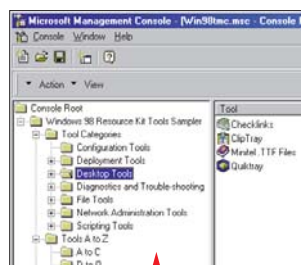 Microsoft Management Console - [Win98tmc.msc - Console
Console Window Help
Action View
Console Root
Windows 98 Resource Kit Tools Sampler
Tool Categories
Configuration Tools
Deployment Tools
Desktop Tools
Diagnostics and Trouble-shooting
File Tools
Network Administration Tools
Scripting Tools
Tools A to Z
A to C
D to G
Tool
Checklinks
ClipTray
Minitel .TTF Files
Quiktray